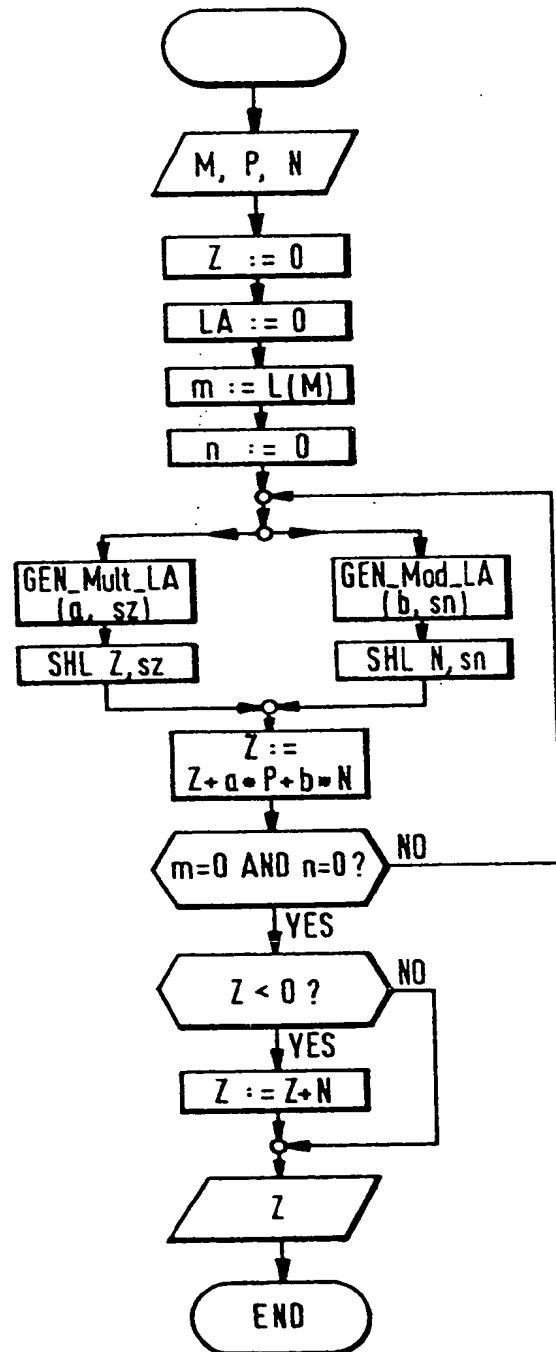 M, P, N
Z := 0
LA := 0
m := L(M)
n := 0
GEN_Mult_LA
(a, sz)
SHL Z,sz
GEN_Mod_LA
(b, sn)
SHL N,sn
Z :=
Z+a*P+b*N
m=0 AND n=0?
NO
YES
Z < 0 ?
NO
YES
Z := Z+N
Z
END